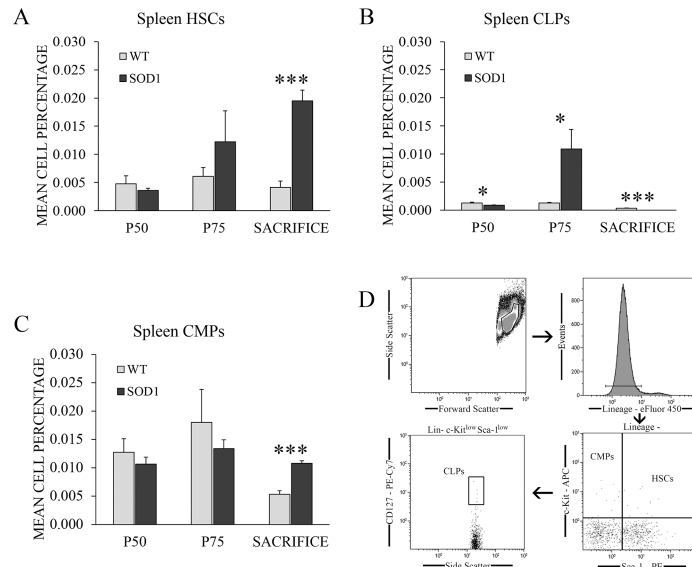 A
Spleen HSCs
MEAN CELL PERCENTAGE
0.030
0.025
0.020
0.015
0.010
0.005
0.000
WT
SOD1
***
P50
P75
SACRIFICE
B
Spleen CLPs
MEAN CELL PERCENTAGE
0.030
0.025
0.020
0.015
0.010
0.005
0.000
WT
SOD1
*
*
***
P50
P75
SACRIFICE
C
Spleen CMPs
MEAN CELL PERCENTAGE
0.030
0.025
0.020
0.015
0.010
0.005
0.000
WT
SOD1
***
P50
P75
SACRIFICE
D
Side Scatter
Forward Scatter
Events
800
600
400
200
0
Lineage - eFluor 450
Lineage -
c-Kit - APC
CMPs
HSCs
Sca-1 - PE
Lin- c-Kitlow Sca-1low
CD127 - PE-Cy7
CLPs
Side Scatter